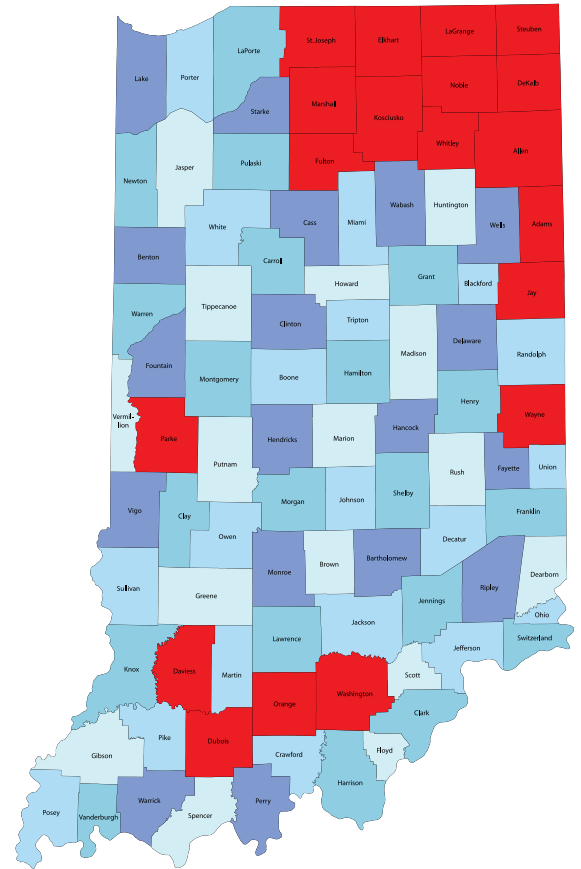 St. Joseph
Elkhart
LaGrange
Steuben
LaPorte
Lake
Porter
Noble
DeKalb
Starke
Marshall
Kosciusko
Whitley
Allen
Jasper
Pulaski
Fulton
Newton
White
Cass
Miami
Wabash
Huntington
Wells
Adams
Benton
Carroll
Grant
Blackford
Jay
Howard
Warren
Tippecanoe
Clinton
Tripton
Madison
Delaware
Randolph
Fountain
Montgomery
Boone
Hamilton
Henry
Wayne
Vermil-
lion
Parke
Hendricks
Marion
Hancock
Putnam
Rush
Fayette
Union
Vigo
Clay
Morgan
Johnson
Shelby
Franklin
Owen
Decatur
Sullivan
Monroe
Brown
Bartholomew
Dearborn
Ripley
Greene
Jennings
Ohio
Jackson
Knox
Daviess
Martin
Lawrence
Jefferson
Switzerland
Scott
Orange
Washington
Clark
Pike
Dubois
Gibson
Crawford
Floyd
Harrison
Posey
Vanderburgh
Warrick
Spencer
Perry